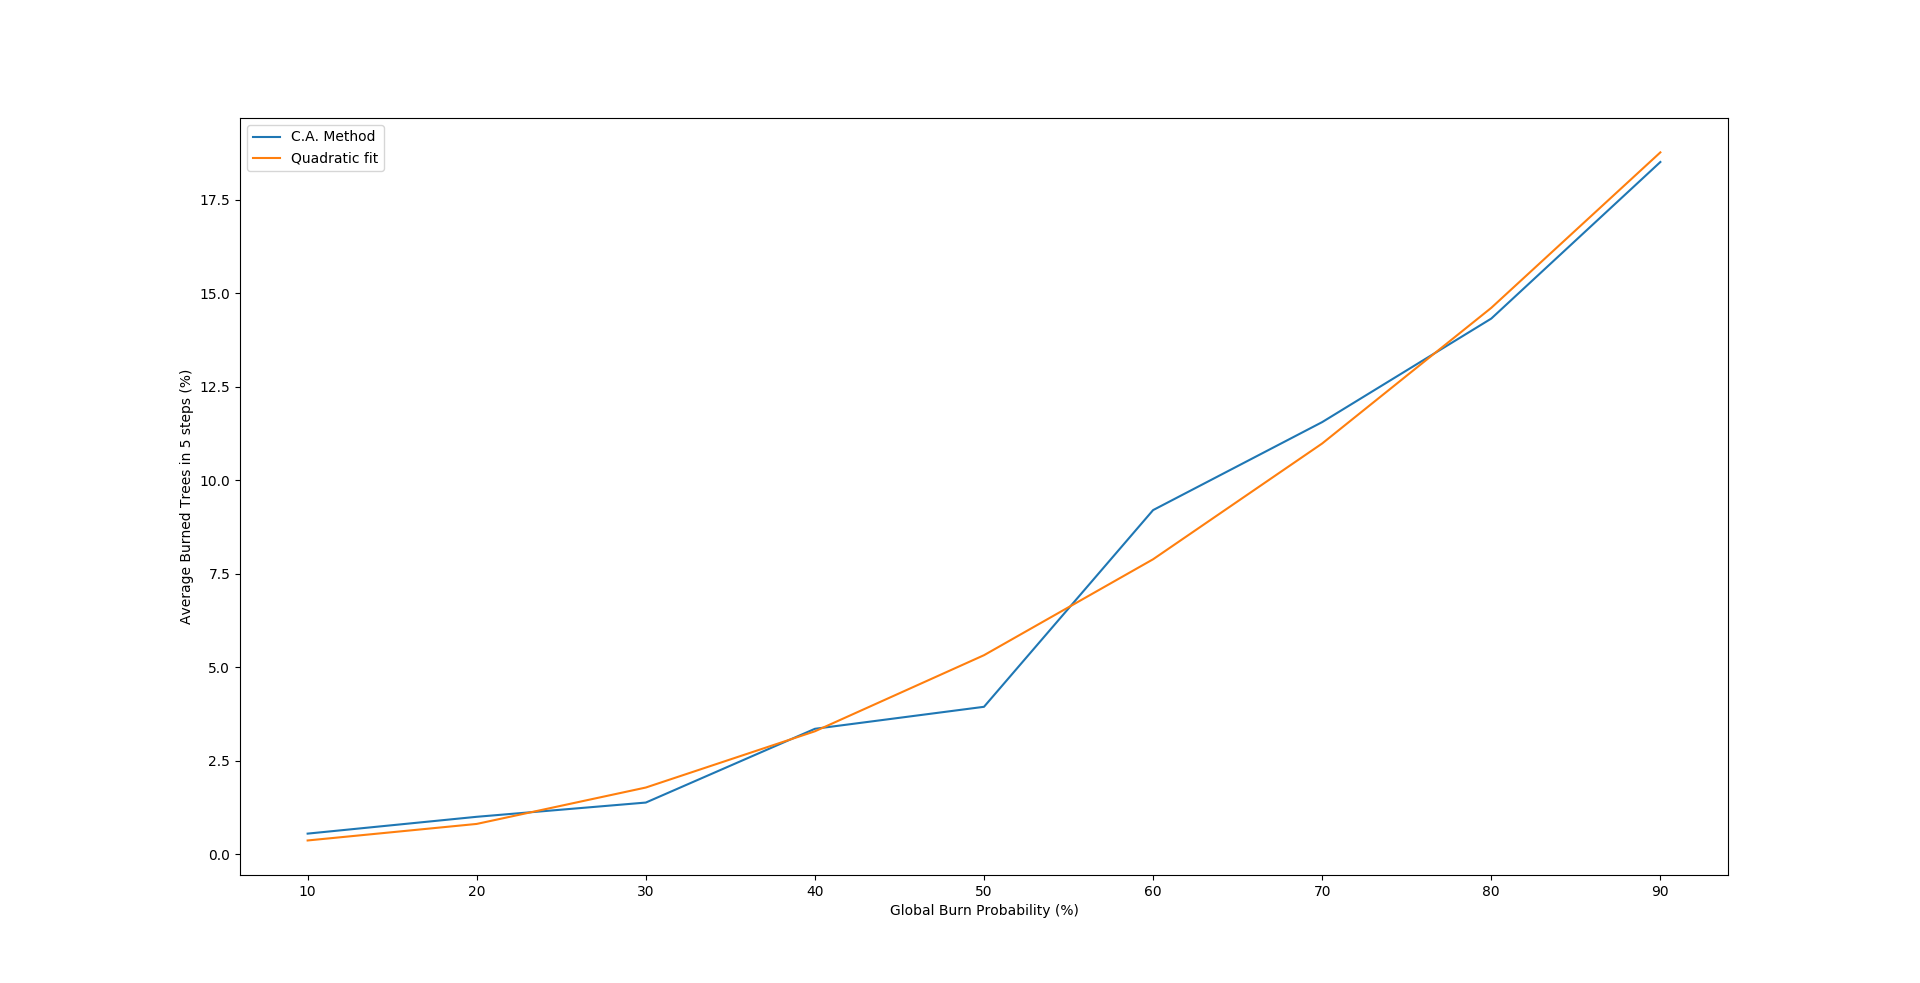 C.A. Method
Quadratic fit
17.5
15.0
12.5
10.0
7.5
5.0
2.5
0.0
Average Burned Trees in 5 steps (%)
10 20 30 40 50 60 70 80 90
Global Burn Probability (%)